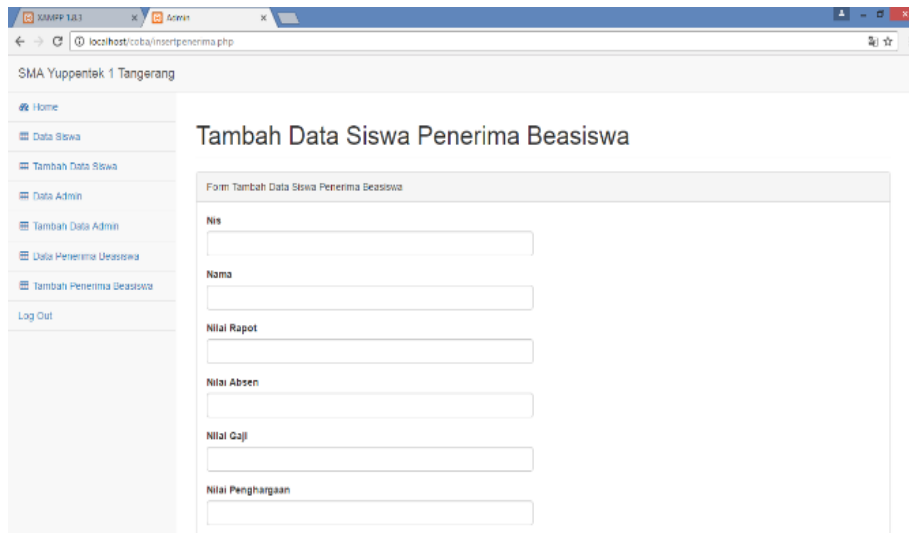 XAMPP 1.8.3
Admin
localhost/coba/insertpenerima.php
SMA Yuppentek 1 Tangerang
Home
Data Siswa
Tambah Data Siswa
Data Admin
Tambah Data Admin
Data Penerima Beasiswa
Tambah Penerima Beasiswa
Log Out
Tambah Data Siswa Penerima Beasiswa
Form Tambah Data Siswa Penerima Beasiswa
Nis
Nama
Nilai Rapot
Nilai Absen
Nilai Gaji
Nilai Penghargaan